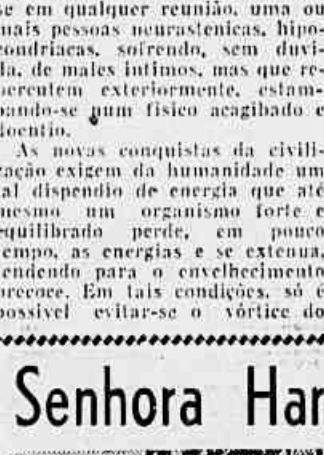 se em qualquer reunião, uma ou
mais pessoas neurastenicas, hipo-
condriacas, sofrendo, sem duvi-
da, de males intimos, mas que re-
percutem exteriormente, estam-
pando-se num fisico acagibado e
doentio.
As novas conquistas da civili-
zação exigem da humanidade um
tal dispendio de energia que até
mesmo um organismo forte e
equilibrado perde, em pouco
tempo, as energias e se extenua,
tendendo para o envelhecimento
precoce. Em tais condições, só é
possivel evitar-se o vórtice do
Senhora Har